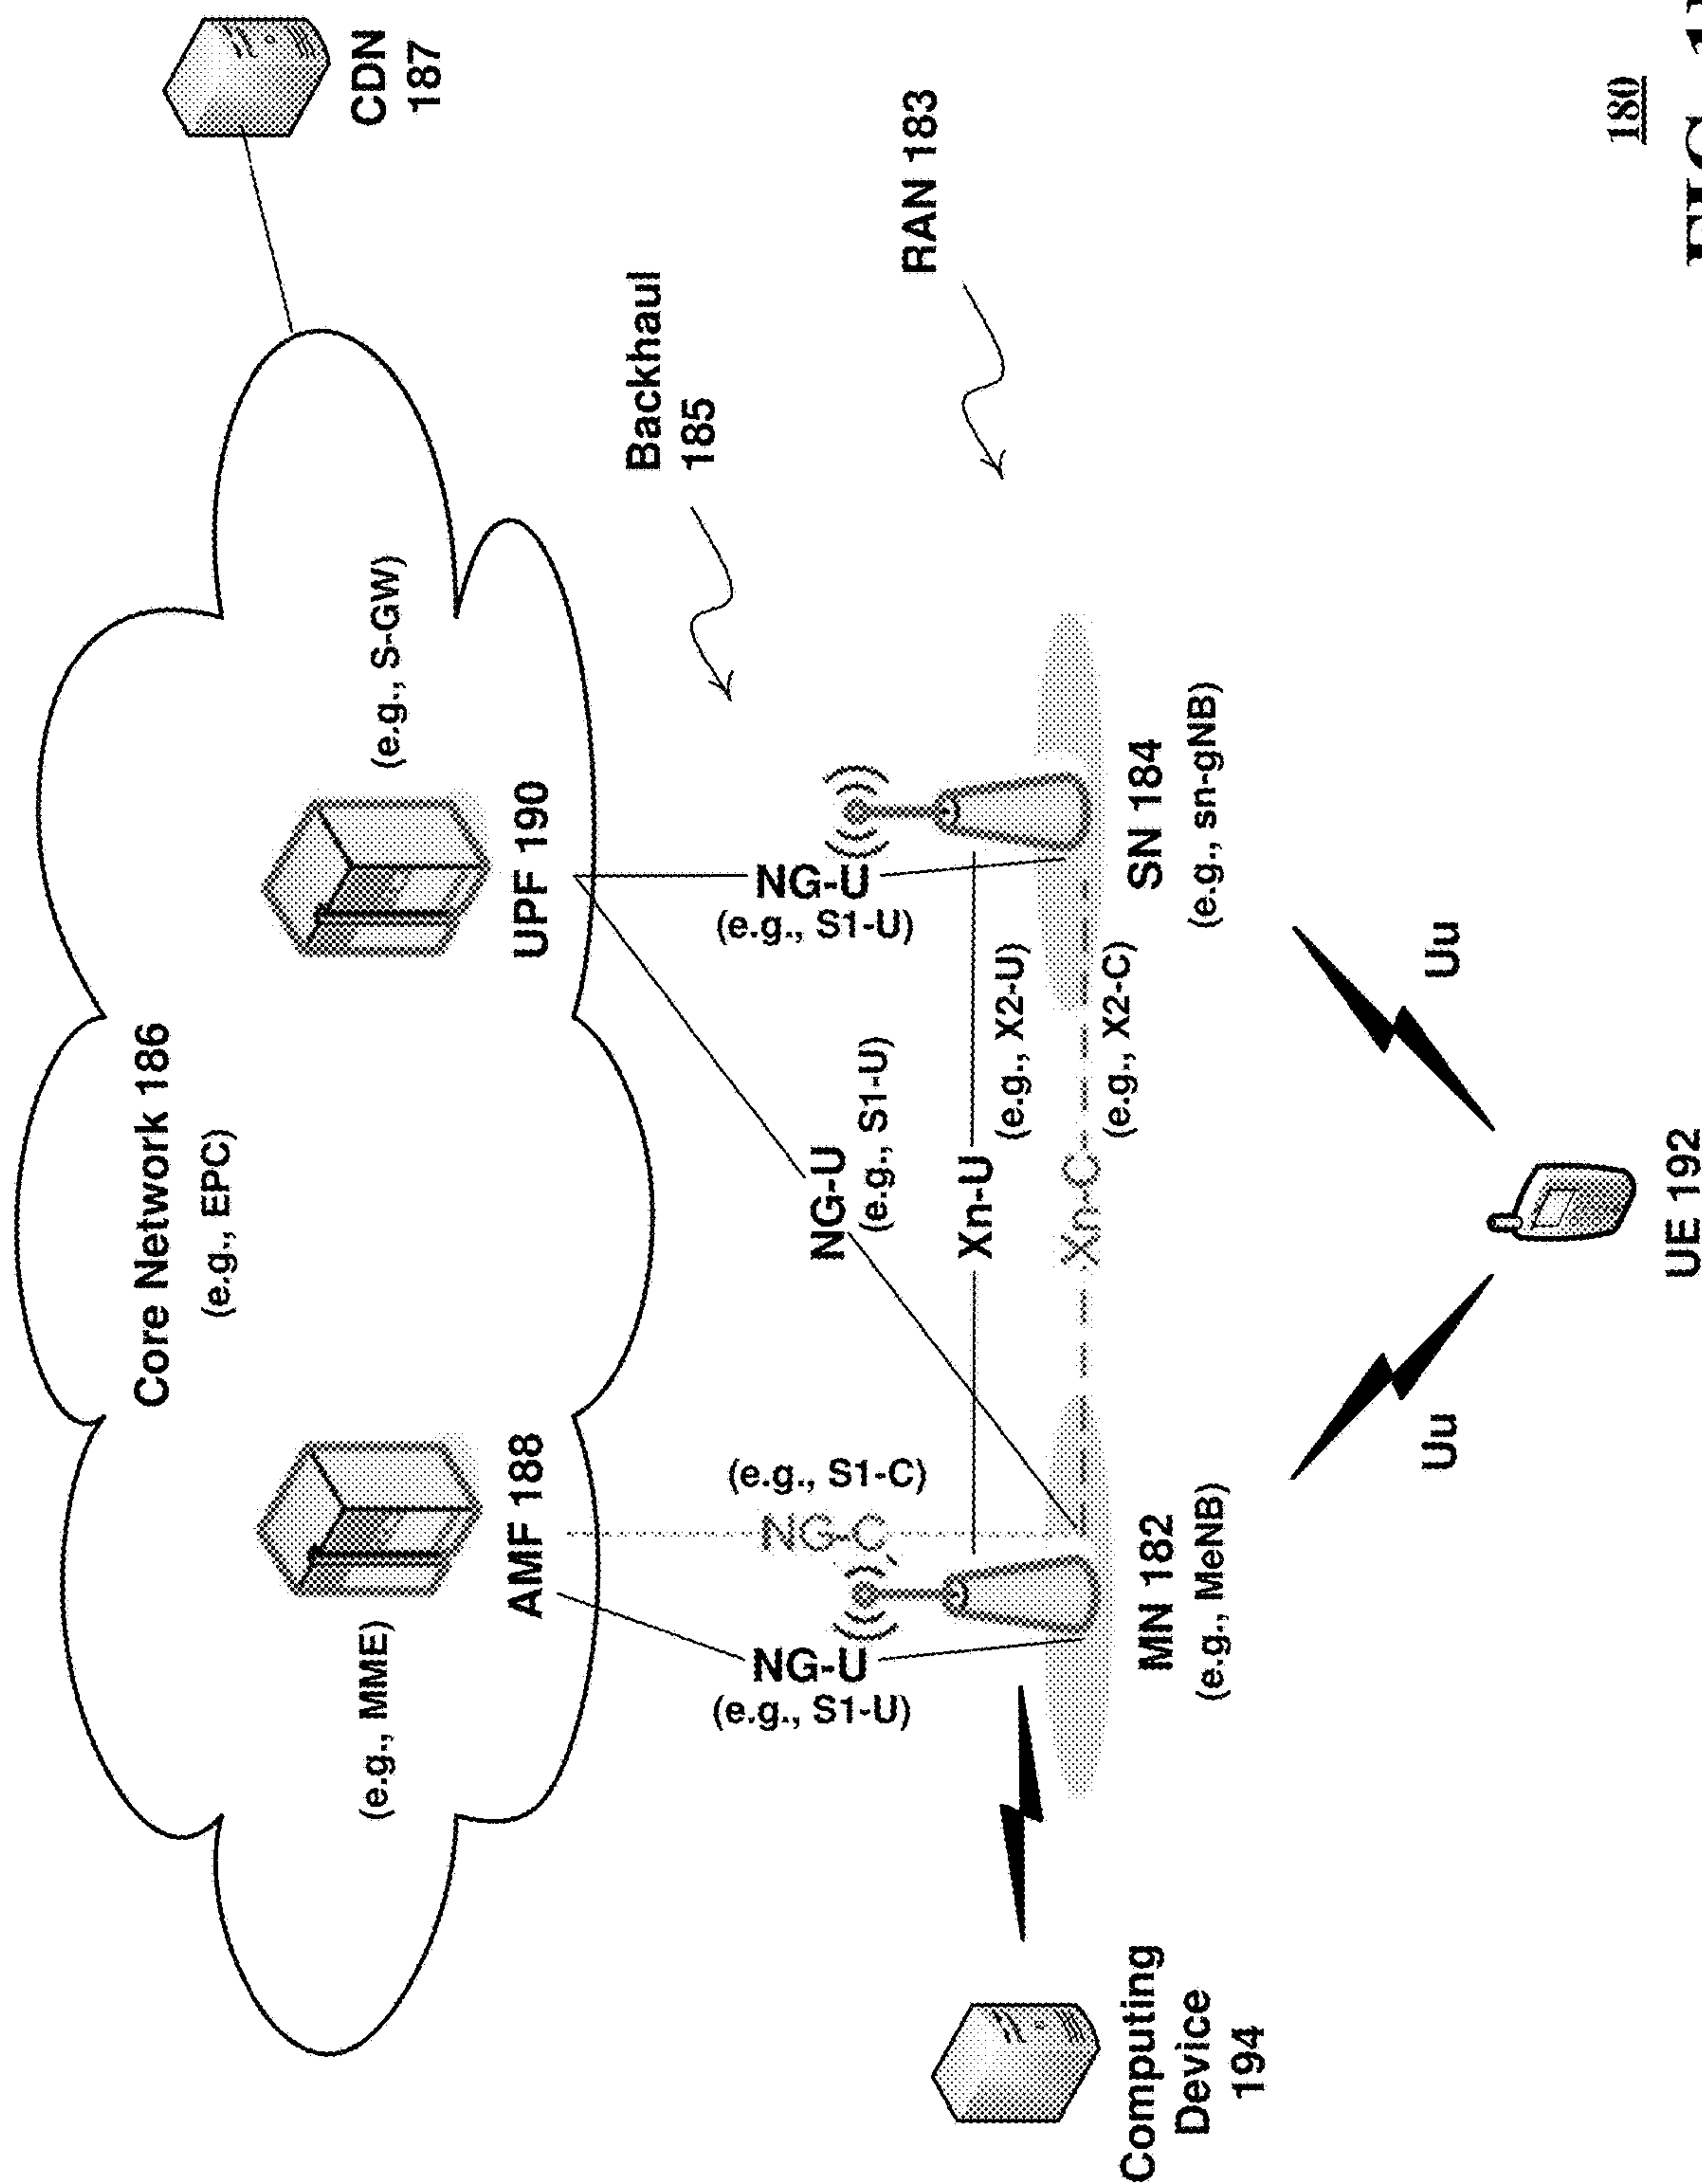 Core Network 186
(e.g., EPC)
CDN
187
(e.g., MME)
AMF 188
UPF 190
(e.g., S-GW)
Backhaul
185
NG-U
(e.g., S1-U)
(e.g., S1-C)
NG-C
NG-U
(e.g., S1-U)
NG-U
(e.g., S1-U)
RAN 183
Xn-U
(e.g., X2-U)
Xn-C
(e.g., X2-C)
Computing
Device
194
MN 182
(e.g., MeNB)
SN 184
(e.g., sn-gNB)
Uu
Uu
UE 192
180